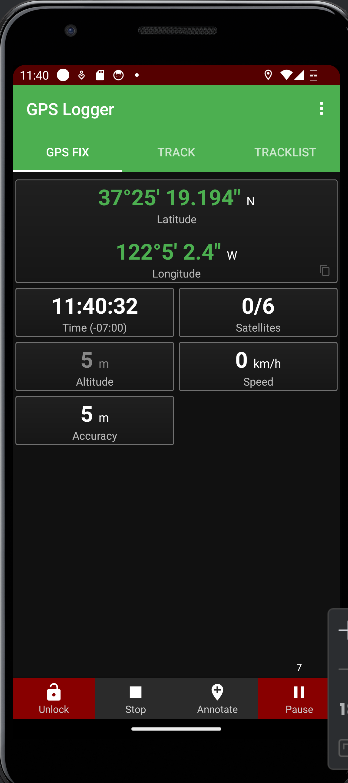 11:40
GPS Logger
GPS FIX TRACK TRACKLIST
37°25' 19.194" N
Latitude
122°5' 2.4" W
Longitude
11:40:32
Time (-07:00)
0/6
Satellites
5 m
Altitude
0 km/h
Speed
5 m
Accuracy
7
Unlock Stop Annotate Pause